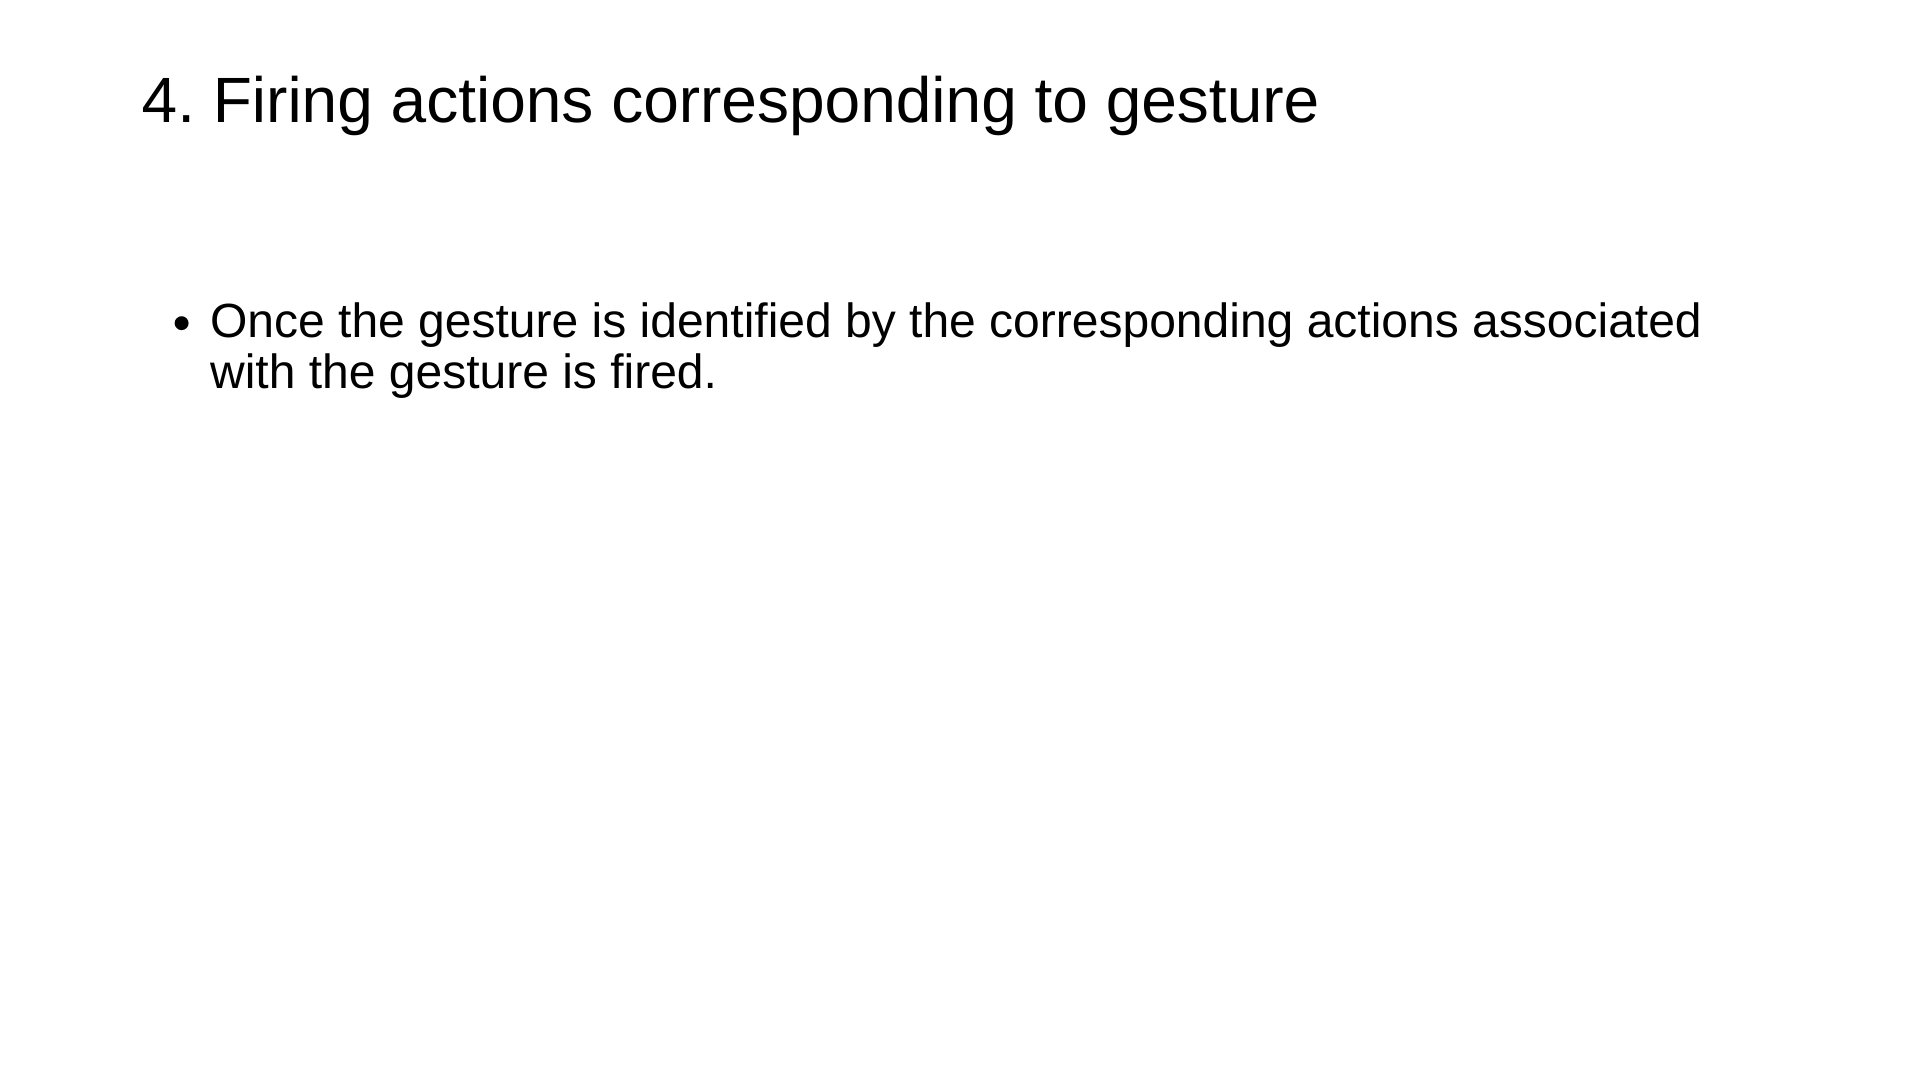 4. Firing actions corresponding to gesture
• Once the gesture is identified by the corresponding actions associated
with the gesture is fired.